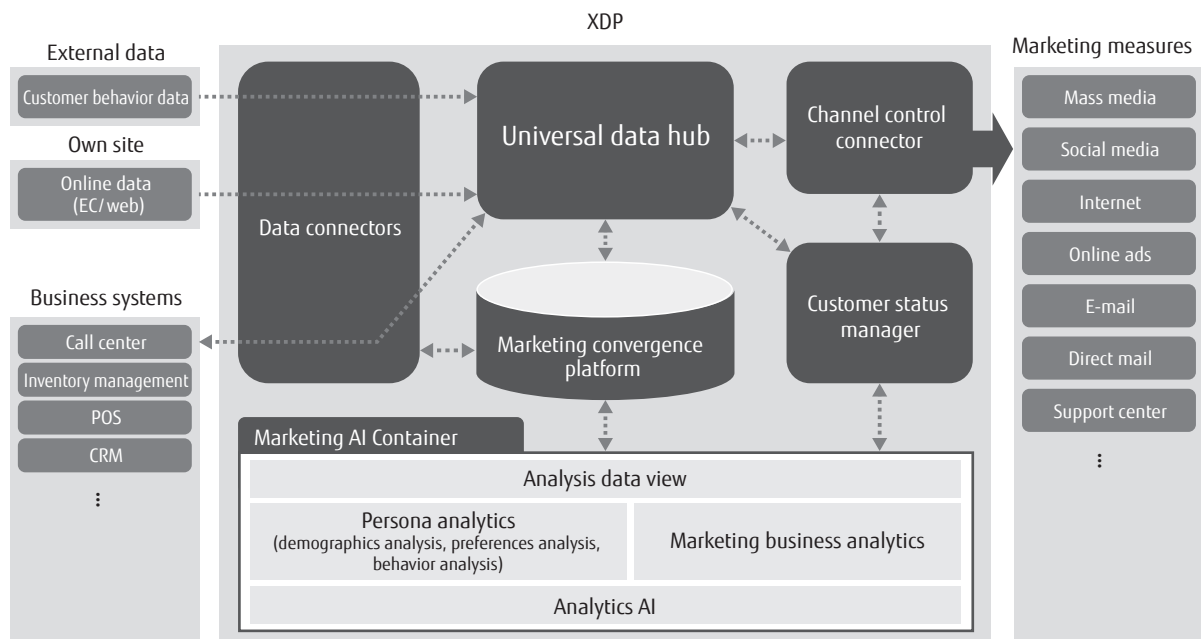 XDP
External data
Customer behavior data
Own site
Online data
(EC/web)
Business systems
Call center
Inventory management
POS
CRM
Data connectors
Universal data hub
Marketing convergence
platform
Channel control
connector
Customer status
manager
Marketing AI Container
Analysis data view
Persona analytics
(demographics analysis, preferences analysis,
behavior analysis)
Marketing business analytics
Analytics AI
Marketing measures
Mass media
Social media
Internet
Online ads
E-mail
Direct mail
Support center